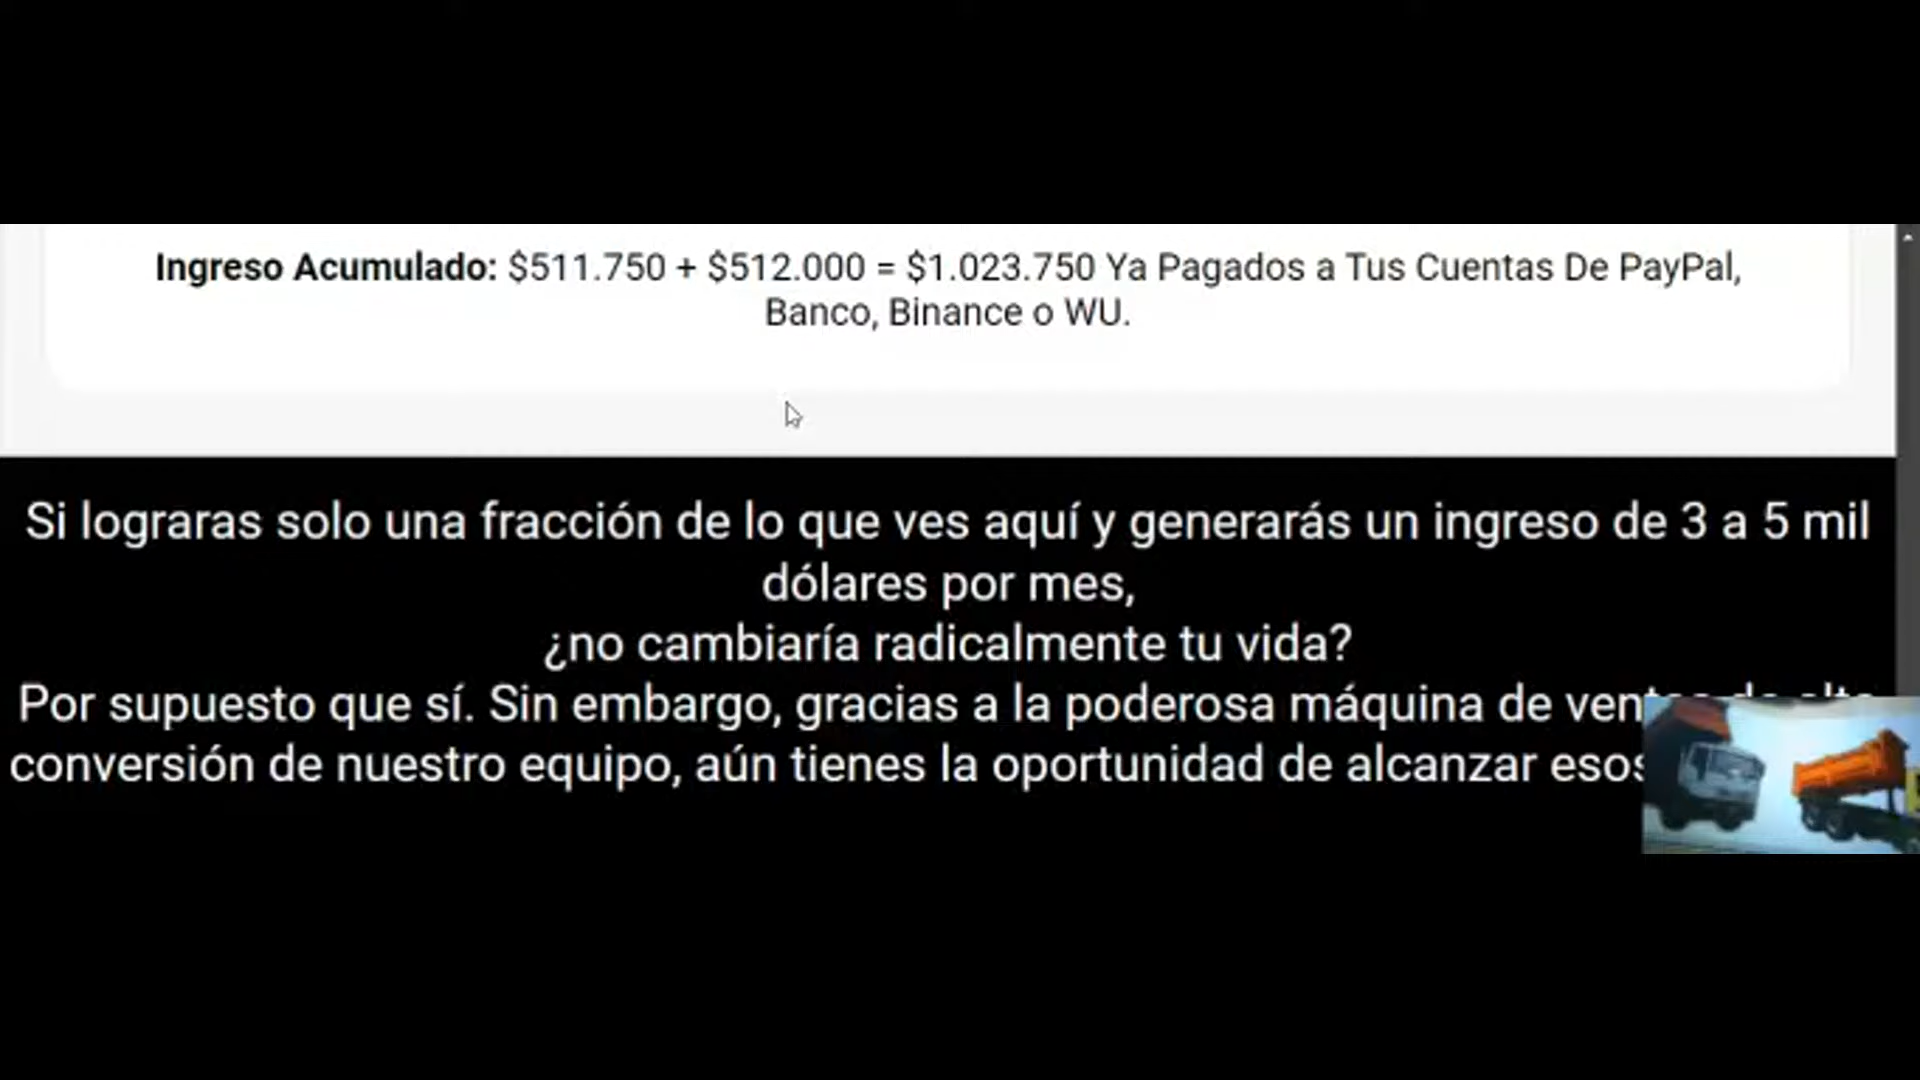 Ingreso Acumulado: $511.750 + $512.000 = $1.023.750 Ya Pagados a Tus Cuentas De PayPal,
Banco, Binance o WU.
Si lograras solo una fracción de lo que ves aquí y generarás un ingreso de 3 a 5 mil
dólares por mes,
¿no cambiaría radicalmente tu vida?
Por supuesto que sí. Sin embargo, gracias a la poderosa máquina de
conversión de nuestro equipo, aún tienes la oportunidad de alcanzar esos